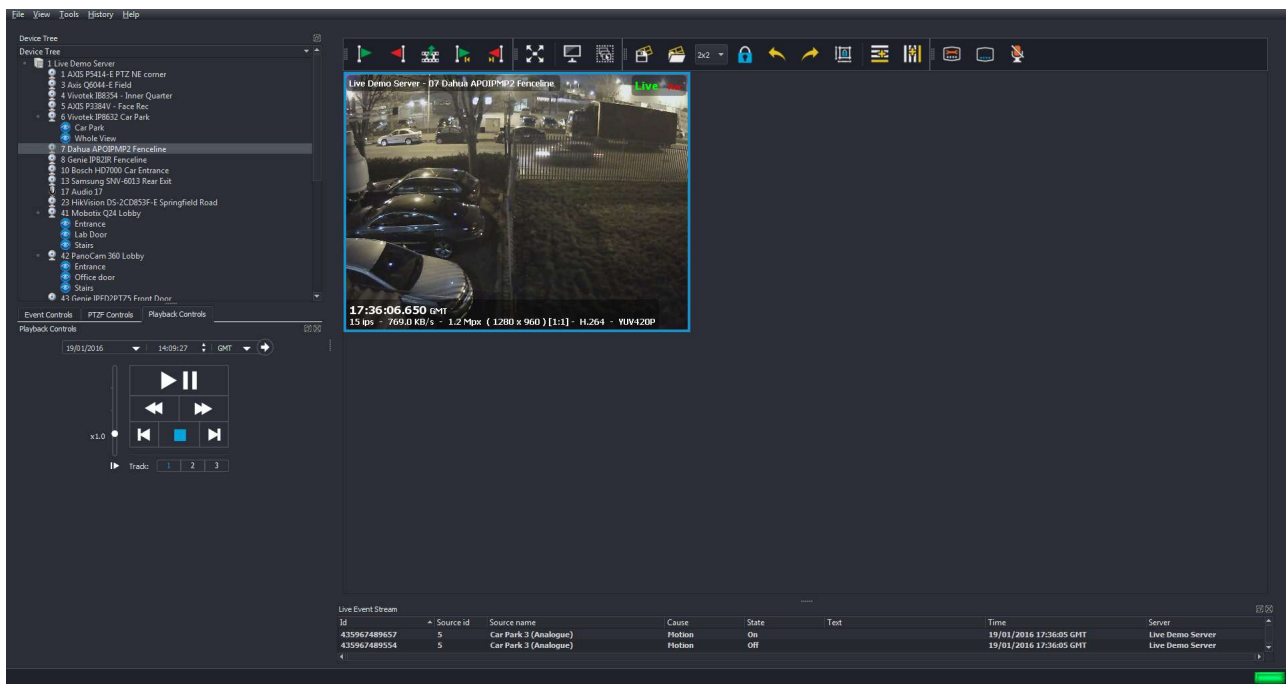 File View Tools History Help
Device Tree
Device Tree
1 Live Demo Server
1 AXIS P5414-E PTZ NE corner
3 Axis Q6044-E Field
4 Vivotek IB8354 - Inner Quarter
5 AXIS P3384V - Face Rec
6 Vivotek IP8632 Car Park
Car Park
Whole View
7 Dahua APOIPMP2 Fenceline
8 Genie IPB2IR Fenceline
10 Bosch HD7000 Car Entrance
13 Samsung SNV-6013 Rear Exit
17 Audio 17
23 HikVision DS-2CD853F-E Springfield Road
41 Mobotix Q24 Lobby
Entrance
Lab Door
Stairs
42 PanoCam 360 Lobby
Entrance
Office door
Stairs
43 Genie IPFD2PTZ5 Front Door
Event Controls PTZF Controls Playback Controls
Playback Controls
19/01/2016 14:09:27 GMT
x1.0
Track: 1 2 3
2x2
Live Demo Server - 07 Dahua APOIPMP2 Fenceline Live
17:36:06.650 GMT
15 ips - 769.0 KB/s - 1.2 Mpx ( 1280 x 960 ) [1:1] - H.264 - YUV420P
Live Event Stream
Id Source id Source name Cause State Text Time Server
435967489657 5 Car Park 3 (Analogue) Motion On 19/01/2016 17:36:05 GMT Live Demo Server
435967489554 5 Car Park 3 (Analogue) Motion Off 19/01/2016 17:36:05 GMT Live Demo Server